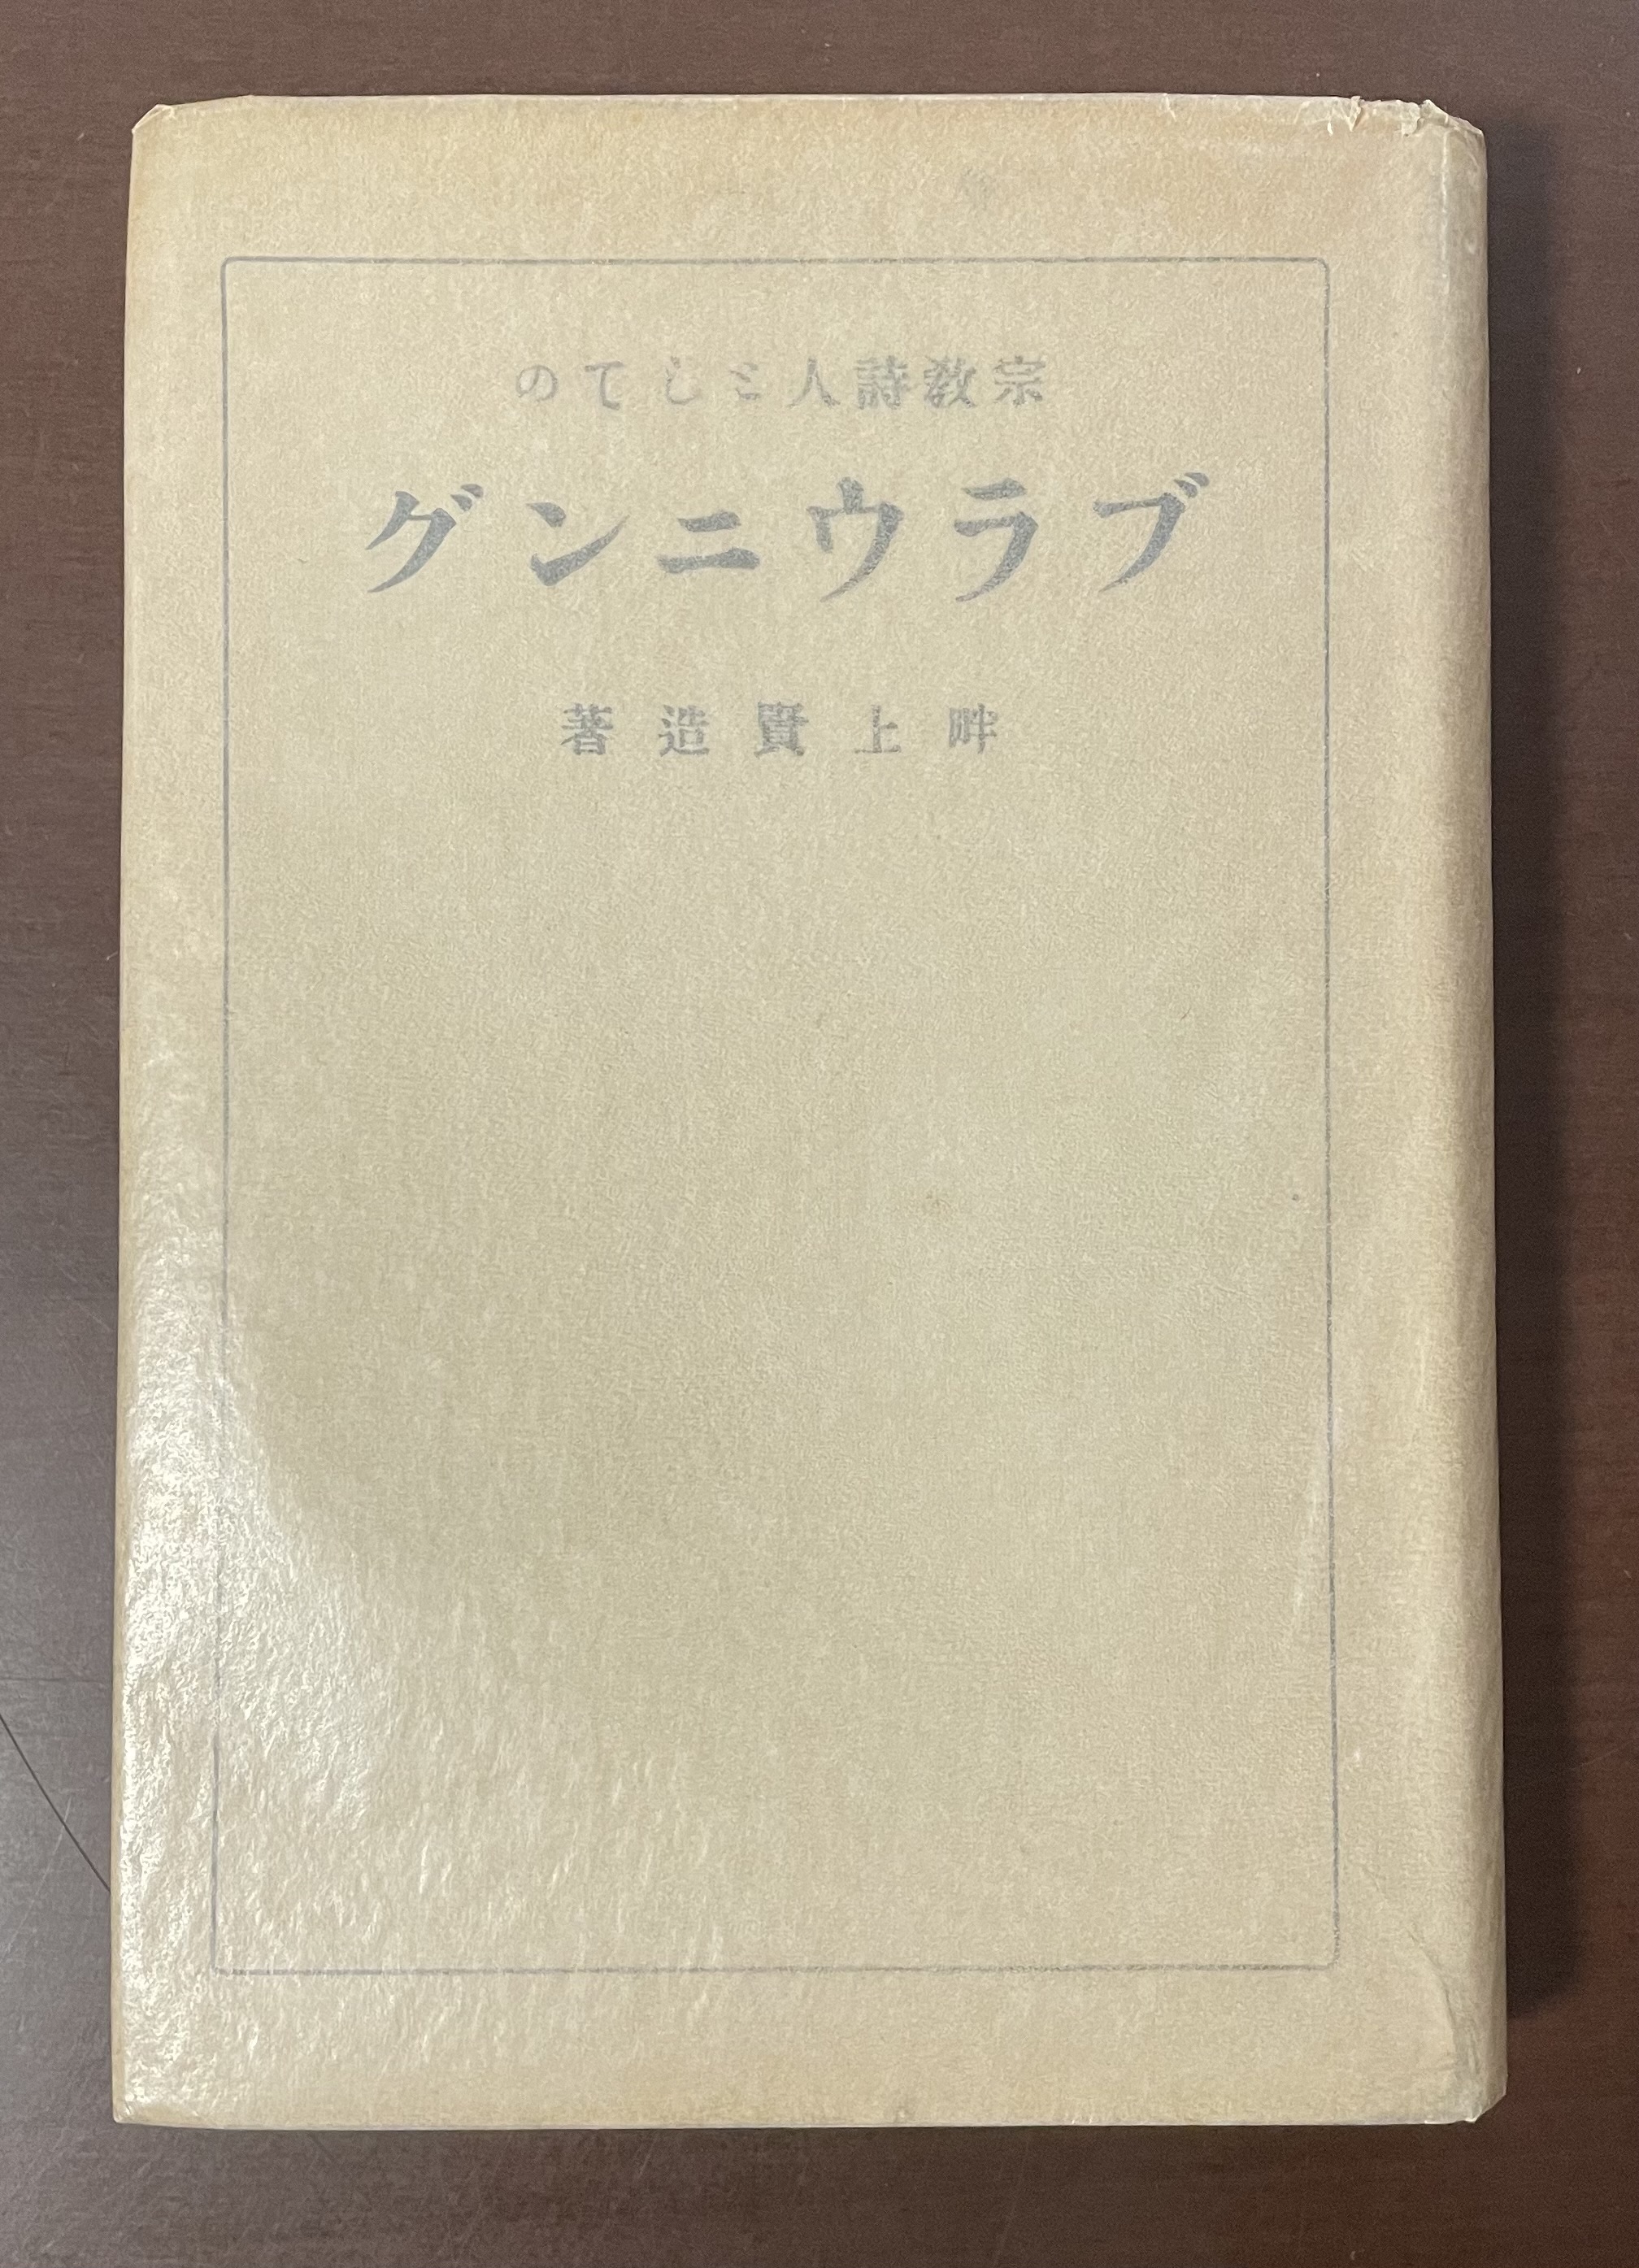 宗教詩人としての
ブラウニング
畔上賢造著